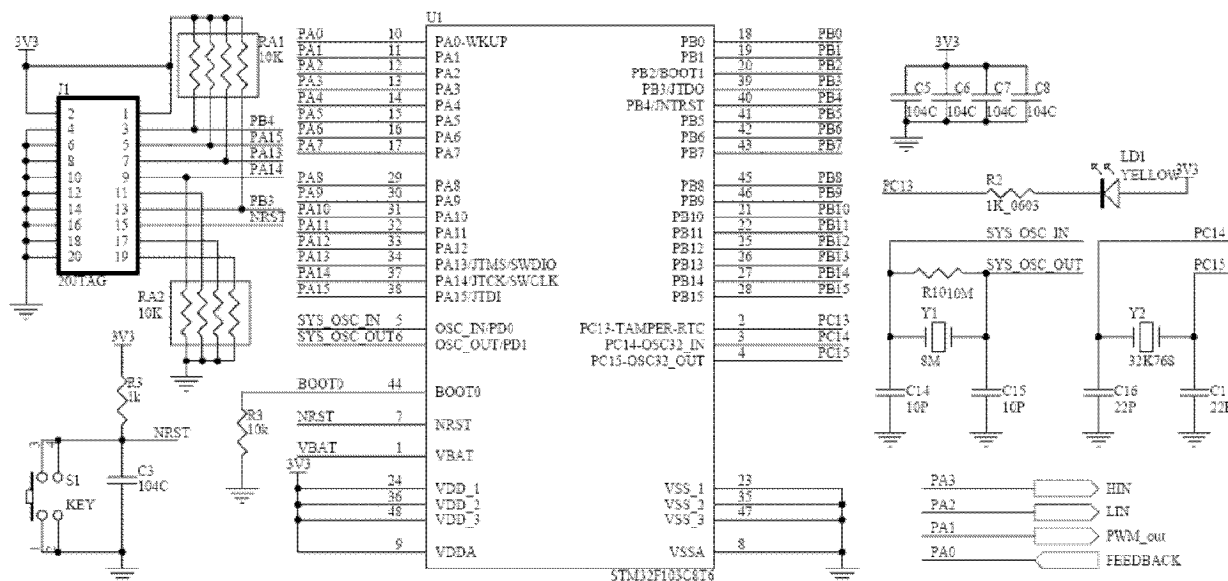 3V3
RA1
10K
J1
2 1
4 3
6 5
8 7
10 9
12 11
14 13
16 15
18 17
20 19
20JTAG
PB4
PA15
PA13
PA14
PB3
NRST
RA2
10K
3V3
R3
1k
NRST
S1
KEY
C3
104C
U1
PA0 10 PA0-WKUP
PA1 11 PA1
PA2 12 PA2
PA3 13 PA3
PA4 14 PA4
PA5 15 PA5
PA6 16 PA6
PA7 17 PA7
PA8 29 PA8
PA9 30 PA9
PA10 31 PA10
PA11 32 PA11
PA12 33 PA12
PA13 34 PA13/JTMS/SWDIO
PA14 37 PA14/JTCK/SWCLK
PA15 38 PA15/JTDI
SYS_OSC_IN 5 OSC_IN/PD0
SYS_OSC_OUT6 OSC_OUT/PD1
BOOT0 44 BOOT0
R3
10k
NRST 7 NRST
VBAT 1 VBAT
3V3
24 VDD_1
36 VDD_2
48 VDD_3
9 VDDA
PB0 18 PB0
PB1 19 PB1
PB2/BOOT1 20 PB2
PB3/JTDO 39 PB3
PB4/JNTRST 40 PB4
PB5 41 PB5
PB6 42 PB6
PB7 43 PB7
PB8 45 PB8
PB9 46 PB9
PB10 21 PB10
PB11 22 PB11
PB12 25 PB12
PB13 26 PB13
PB14 27 PB14
PB15 28 PB15
PC13-TAMPER-RTC 2 PC13
PC14-OSC32_IN 3 PC14
PC15-OSC32_OUT 4 PC15
VSS_1 23
VSS_2 35
VSS_3 47
VSSA 8
STM32F103C8T6
3V3
C5 C6 C7 C8
104C 104C 104C 104C
PC13
R2
1K_0603
LD1
YELLOW
3V3
SYS_OSC_IN
SYS_OSC_OUT
R10 10M
Y1
8M
C14
10P
C15
10P
PC14
PC15
Y2
32K768
C16
22P
C1
22P
PA3 HIN
PA2 LIN
PA1 PWM_out
PA0 FEEDBACK